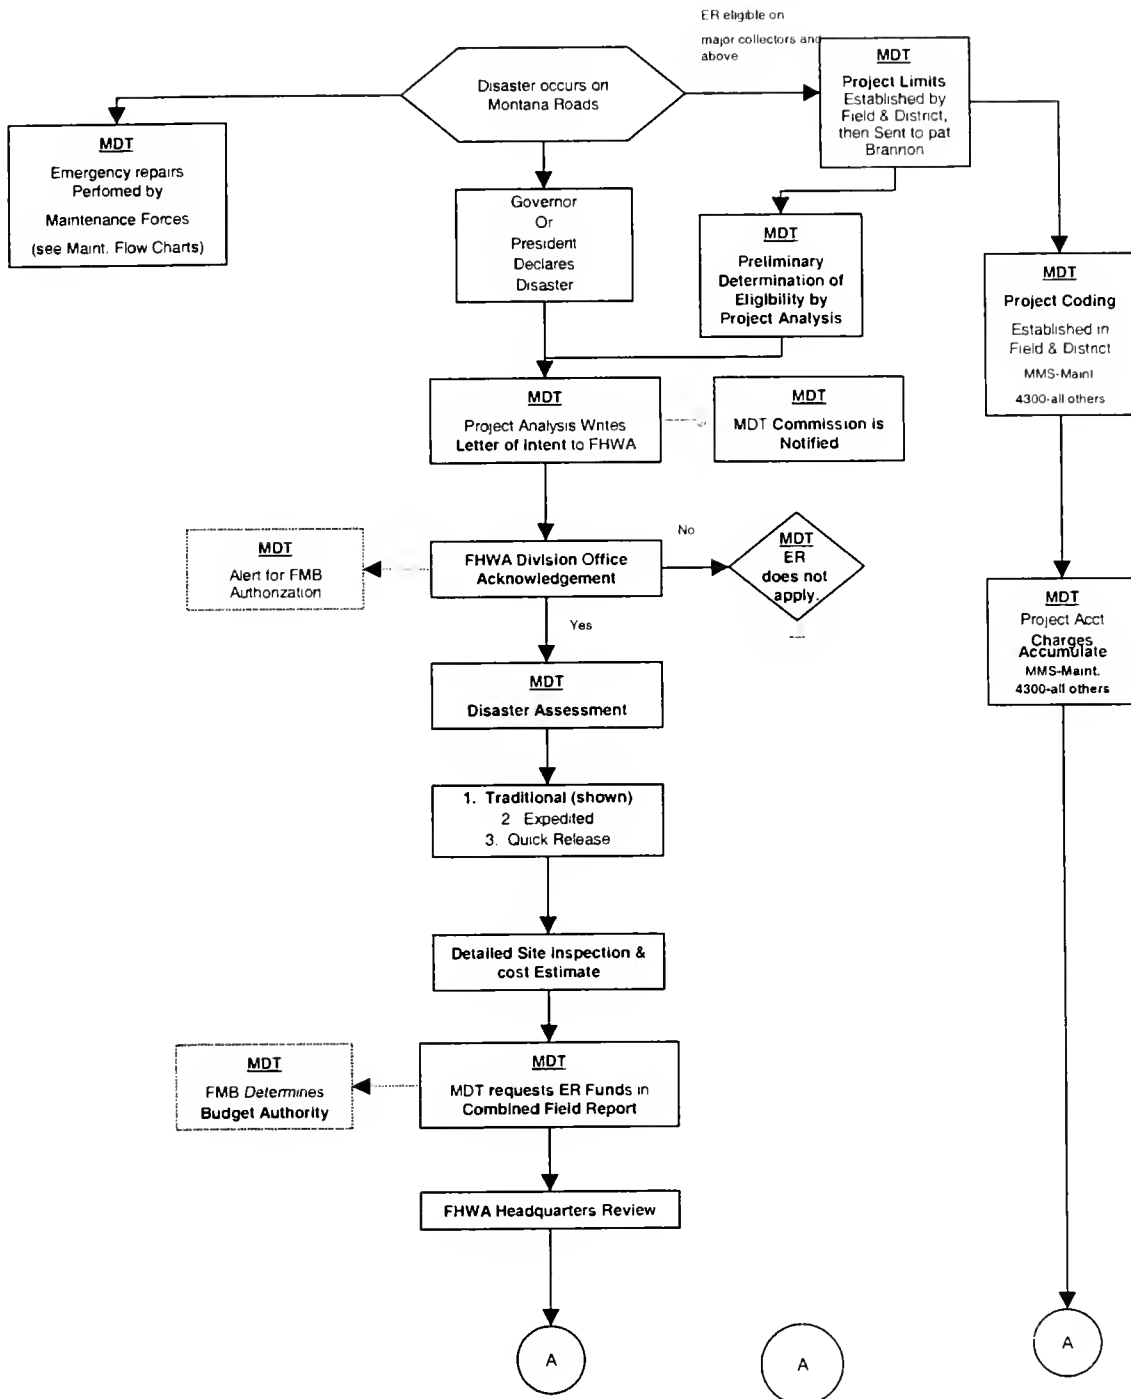 ER eligible on
major collectors and
above
Disaster occurs on
Montana Roads
MDT
Project Limits
Established by
Field & District,
then Sent to pat
Brannon
MDT
Emergency repairs
Perfomed by
Maintenance Forces
(see Maint. Flow Charts)
Governor
Or
President
Declares
Disaster
MDT
Preliminary
Determination of
Eligibility by
Project Analysis
MDT
Project Coding
Established in
Field & District
MMS-Maint
4300-all others
MDT
Project Analysis Writes
Letter of Intent to FHWA
MDT
MDT Commission is
Notified
MDT
Alert for FMB
Authorization
FHWA Division Office
Acknowledgement
No
MDT
ER
does not
apply.
Yes
MDT
Project Acct
Charges
Accumulate
MMS-Maint.
4300-all others
MDT
Disaster Assessment
1. Traditional (shown)
2 Expedited
3. Quick Release
Detailed Site Inspection &
cost Estimate
MDT
FMB Determines
Budget Authority
MDT
MDT requests ER Funds in
Combined Field Report
FHWA Headquarters Review
A
A
A